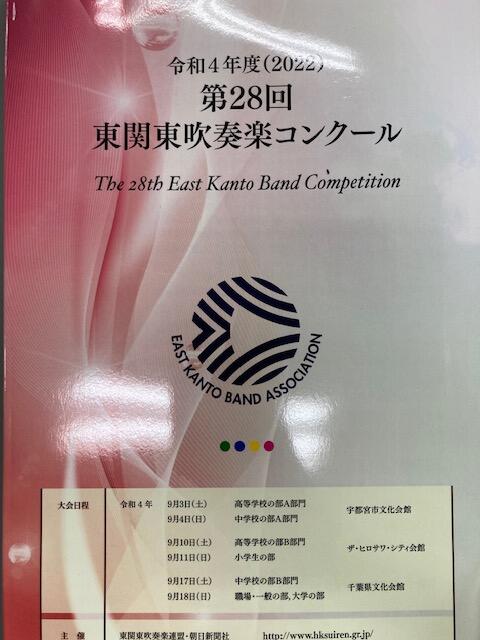 令和4年度(2022)
第28回
東関東吹奏楽コンクール
The 28th East Kanto Band Competition
EAST KANTO BAND ASSOCIATION
大会日程 令和4年 9月3日(土) 高等学校の部A部門 宇都宮市文化会館
9月4日(日) 中学校の部A部門
9月10日(土) 高等学校の部B部門 ザ・ヒロサワ・シティ会館
9月11日(日) 小学生の部
9月17日(土) 中学校の部B部門 千葉県文化会館
9月18日(日) 職場・一般の部、大学の部
主催 東関東吹奏楽連盟・朝日新聞社 http://www.hksuiren.gr.jp/